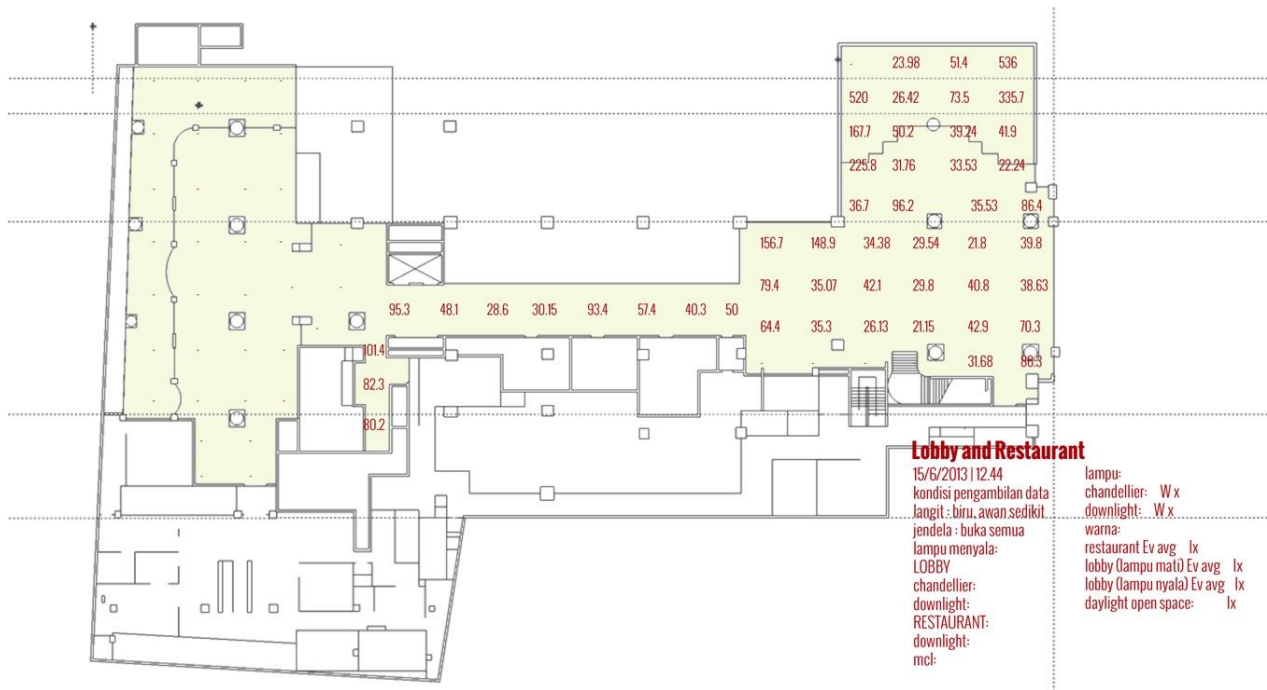 - 23.98 51.4 536
520 26.42 73.5 335.7
167.7 50.2 39.24 41.9
225.8 31.76 33.53 22.24
36.7 96.2 35.53 86.4
156.7 148.9 34.38 29.54 21.8 39.8
79.4 35.07 42.1 29.8 40.8 38.63
95.3 48.1 28.6 30.15 93.4 57.4 40.3 50
64.4 35.3 26.13 21.15 42.9 70.3
101.4
31.68 88.3
82.3
80.2
Lobby and Restaurant
15/6/2013 | 12.44
kondisi pengambilan data
langit : biru, awan sedikit
jendela : buka semua
lampu menyala:
LOBBY
chandellier:
downlight:
RESTAURANT:
downlight:
mcl:
lampu:
chandellier: W x
downlight: W x
warna:
restaurant Ev avg lx
lobby (lampu mati) Ev avg lx
lobby (lampu nyala) Ev avg lx
daylight open space: lx